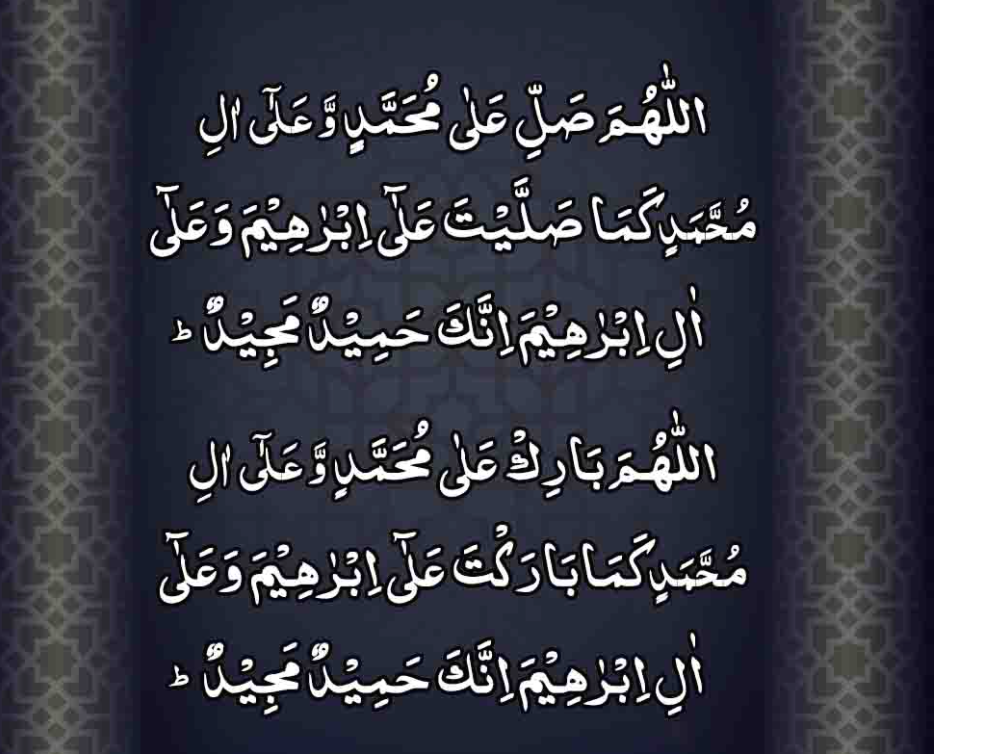 اَللّٰهُمَّ صَلِّ عَلٰى مُحَمَّدٍ وَّعَلٰٓى اٰلِ
مُحَمَّدٍ كَمَا صَلَّيْتَ عَلٰٓى اِبْرٰهِيْمَ وَعَلٰٓى
اٰلِ اِبْرٰهِيْمَ اِنَّكَ حَمِيْدٌ مَّجِيْدٌ ؕ
اَللّٰهُمَّ بَارِكْ عَلٰى مُحَمَّدٍ وَّعَلٰٓى اٰلِ
مُحَمَّدٍ كَمَا بَارَكْتَ عَلٰٓى اِبْرٰهِيْمَ وَعَلٰٓى
اٰلِ اِبْرٰهِيْمَ اِنَّكَ حَمِيْدٌ مَّجِيْدٌ ؕ